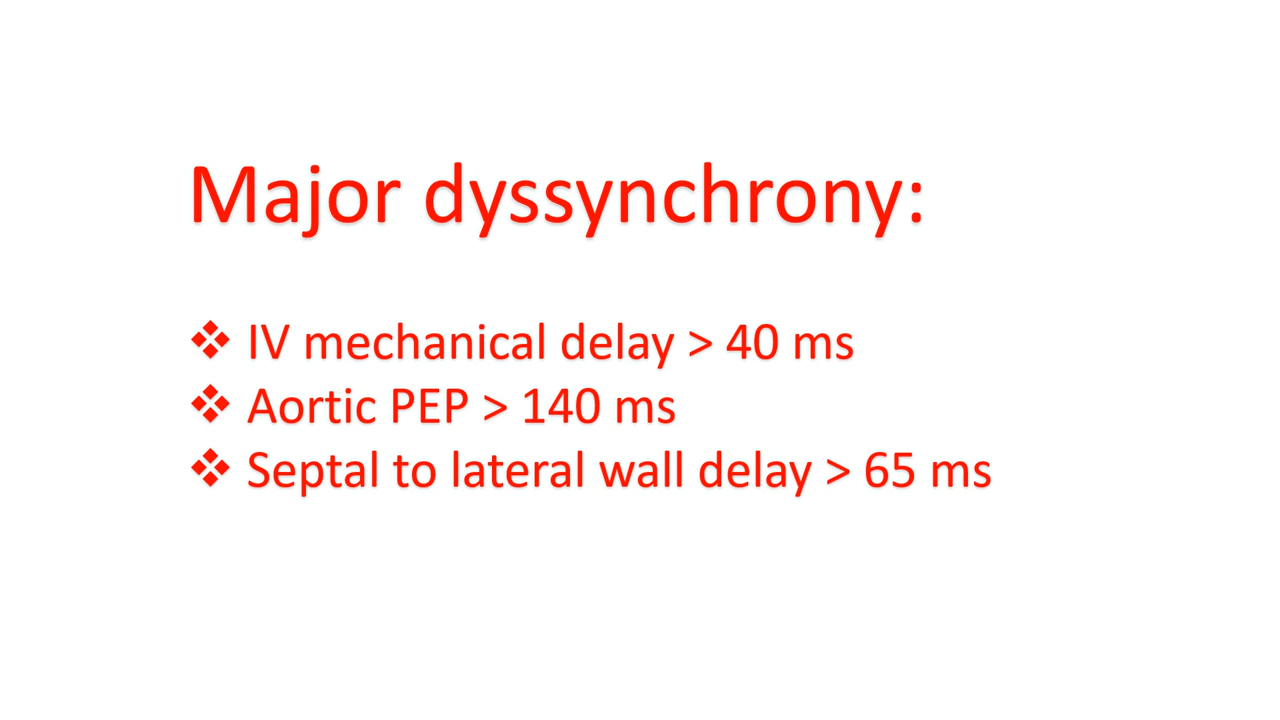 Major dyssynchrony:
❖ IV mechanical delay > 40 ms
❖ Aortic PEP > 140 ms
❖ Septal to lateral wall delay > 65 ms